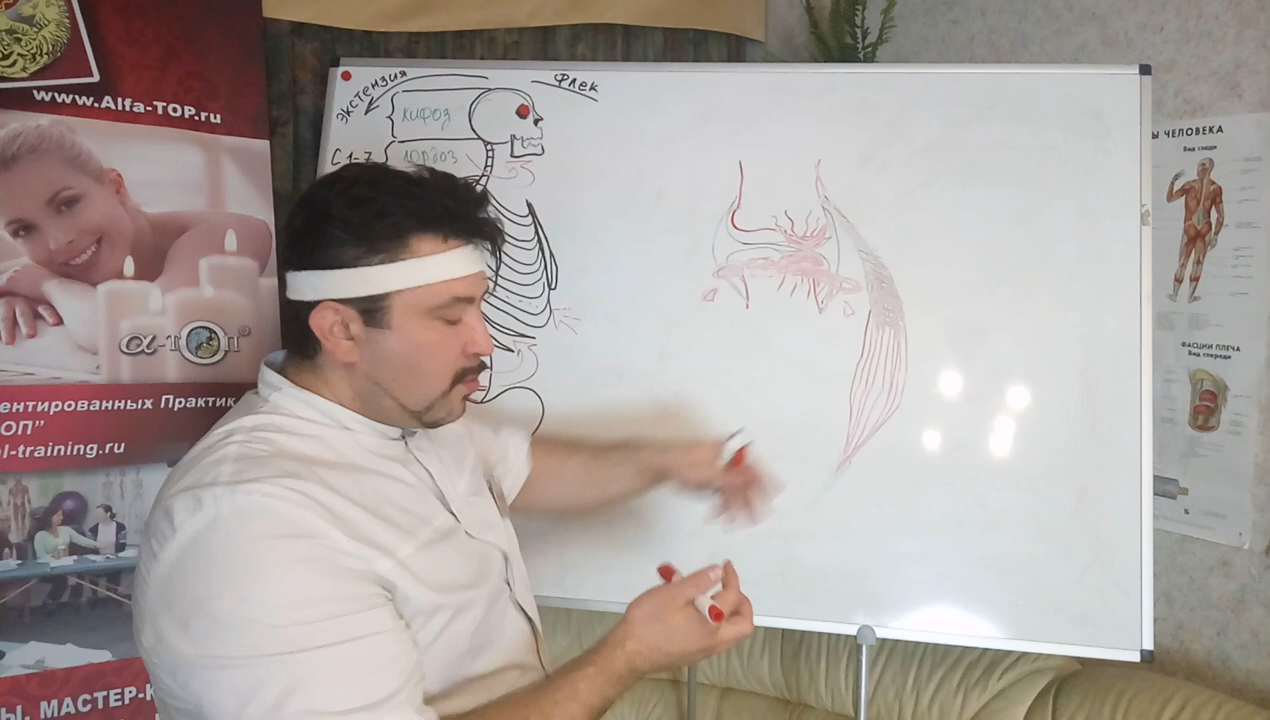 www.Alfa-TOP.ru
α-тОп®
ентированных Практик
ОП”
l-training.ru
Ы, МАСТЕР-К
экстензия
Флек
кифоз
С 1-7
лордоз
Ы ЧЕЛОВЕКА
Вид сзади
ФАСЦИИ ПЛЕЧА
Вид спереди